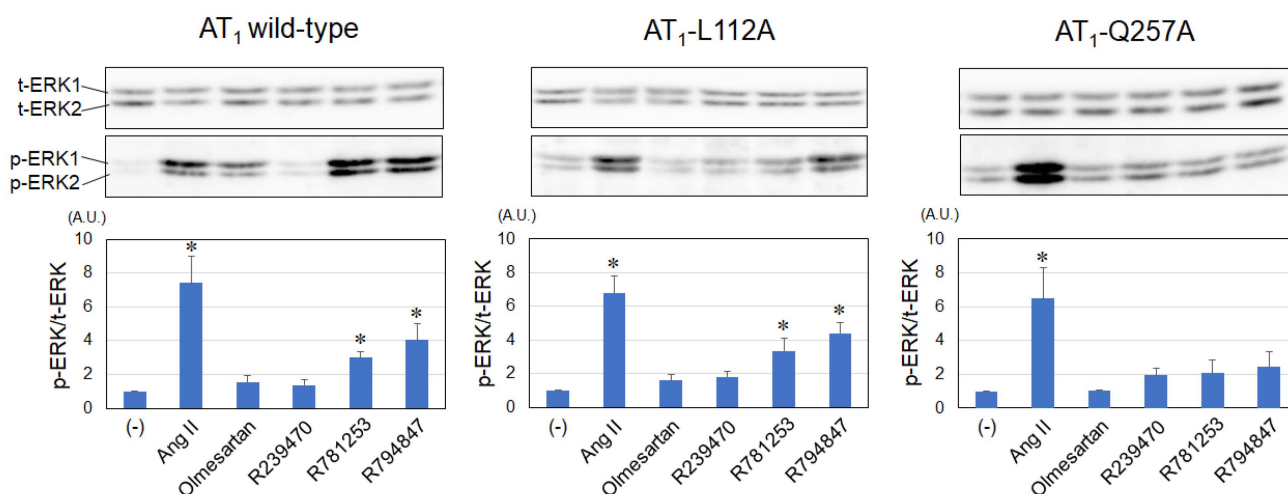 AT₁ wild-type
t-ERK1
t-ERK2
p-ERK1
p-ERK2
(A.U.)
p-ERK/t-ERK
10
8
6
4
2
0
*
*
*
(-)
Ang II
Olmesartan
R239470
R781253
R794847
AT₁-L112A
(A.U.)
p-ERK/t-ERK
10
8
6
4
2
0
*
*
*
(-)
Ang II
Olmesartan
R239470
R781253
R794847
AT₁-Q257A
(A.U.)
p-ERK/t-ERK
10
8
6
4
2
0
*
(-)
Ang II
Olmesartan
R239470
R781253
R794847